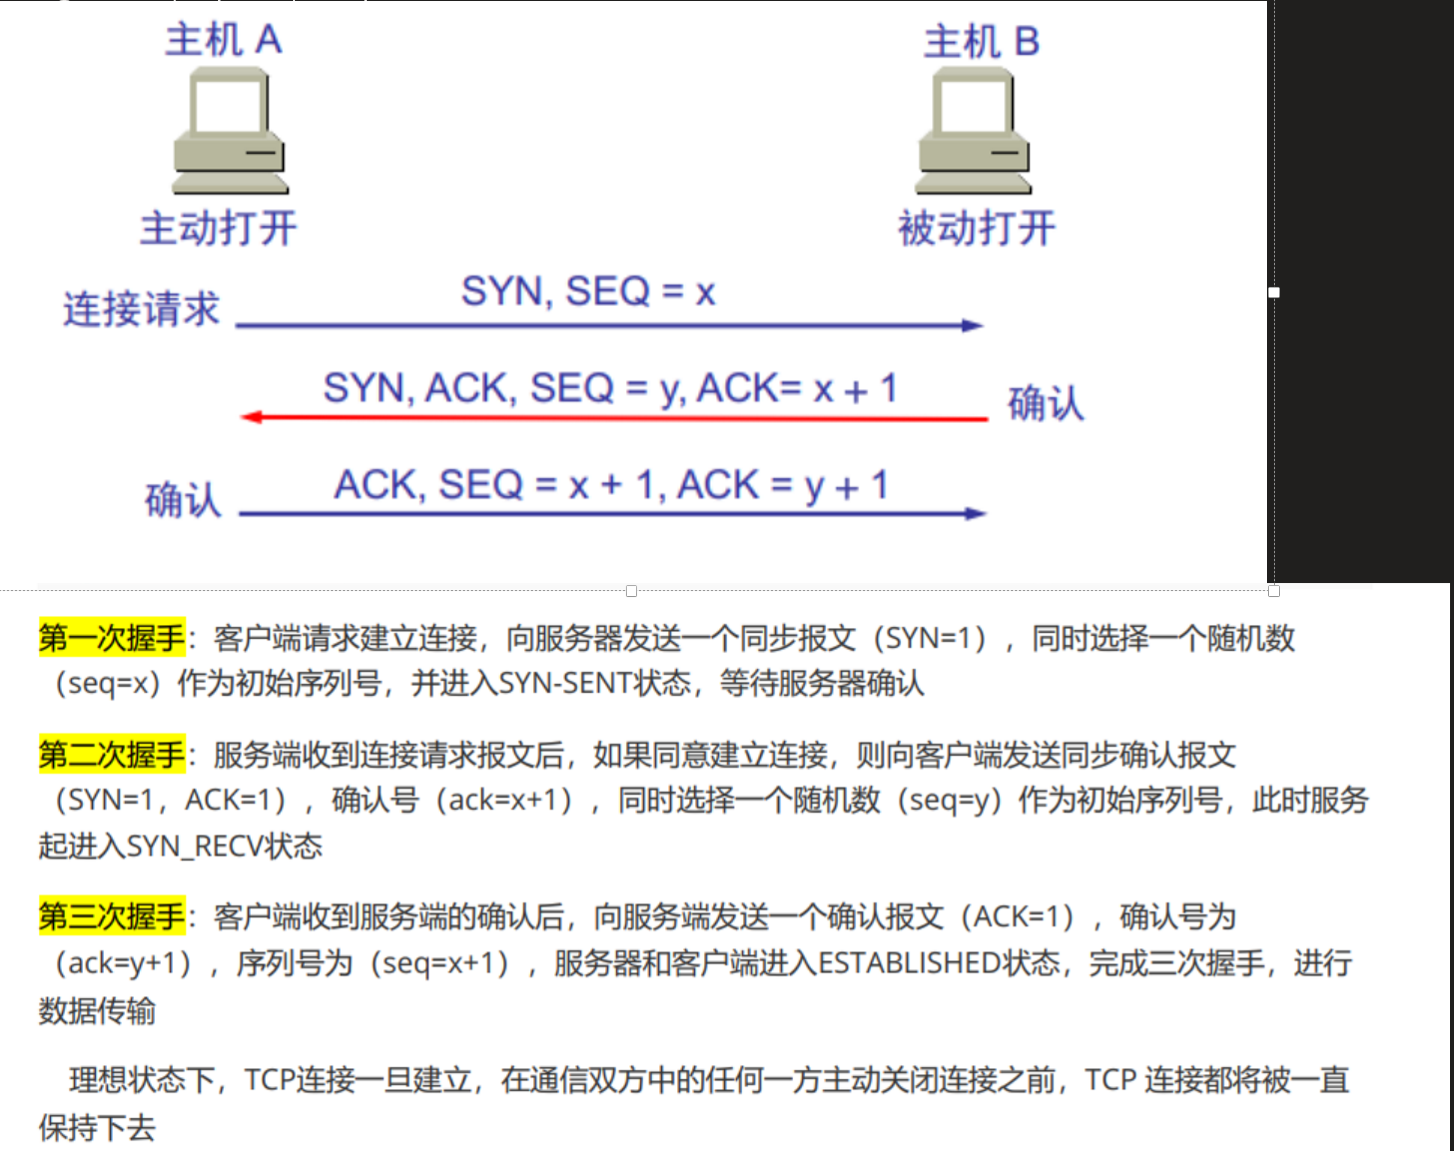 主机 A
主机 B
主动打开
被动打开
连接请求
SYN, SEQ = x
SYN, ACK, SEQ = y, ACK= x + 1
确认
确认
ACK, SEQ = x + 1, ACK = y + 1
第一次握手：客户端请求建立连接，向服务器发送一个同步报文（SYN=1），同时选择一个随机数
（seq=x）作为初始序列号，并进入SYN-SENT状态，等待服务器确认
第二次握手：服务端收到连接请求报文后，如果同意建立连接，则向客户端发送同步确认报文
（SYN=1，ACK=1），确认号（ack=x+1），同时选择一个随机数（seq=y）作为初始序列号，此时服务
起进入SYN_RECV状态
第三次握手：客户端收到服务端的确认后，向服务端发送一个确认报文（ACK=1），确认号为
（ack=y+1），序列号为（seq=x+1），服务器和客户端进入ESTABLISHED状态，完成三次握手，进行
数据传输
理想状态下，TCP连接一旦建立，在通信双方中的任何一方主动关闭连接之前，TCP 连接都将被一直
保持下去